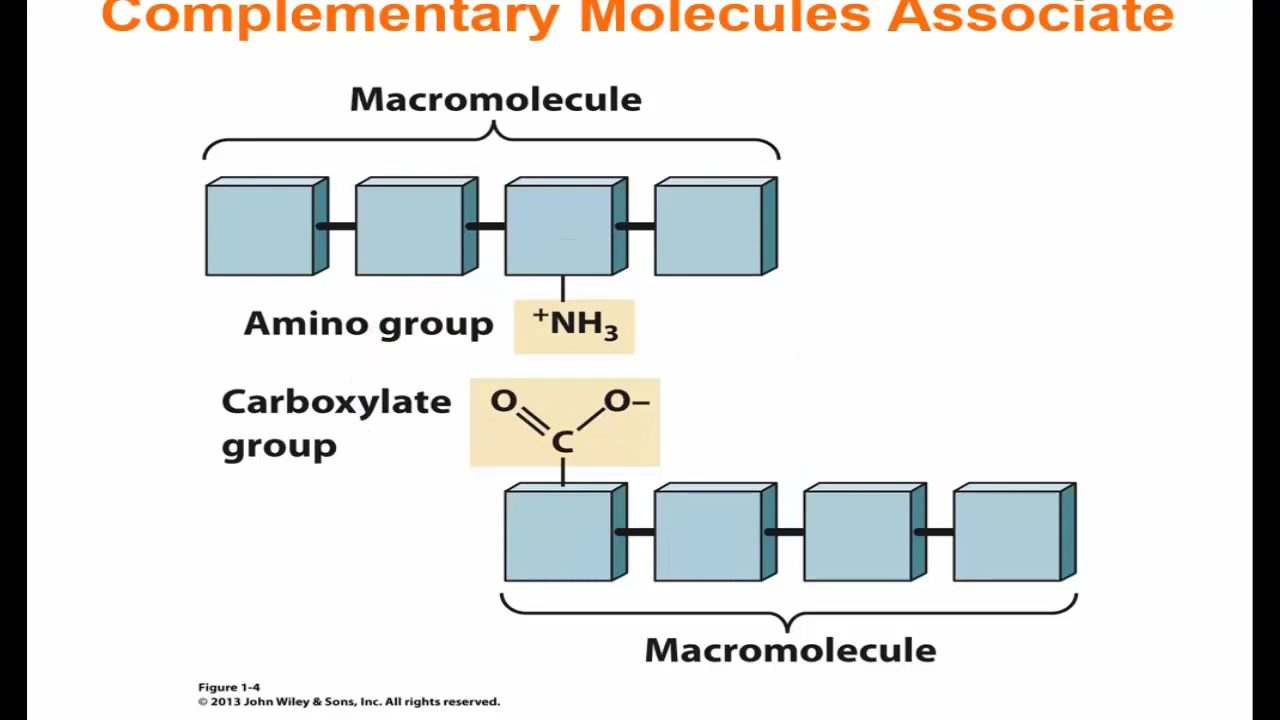 Complementary Molecules Associate
Macromolecule
Amino group +NH3
Carboxylate
group
O O–
C
Macromolecule
Figure 1-4
© 2013 John Wiley & Sons, Inc. All rights reserved.